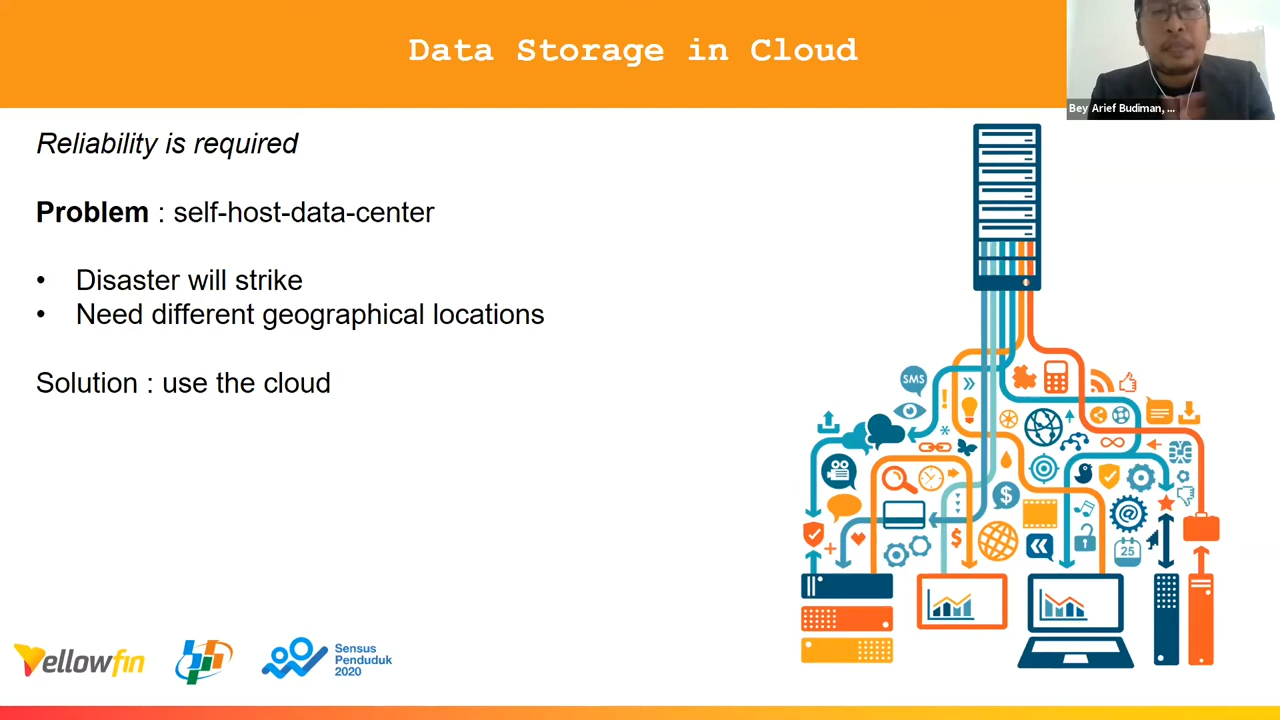 Data Storage in Cloud
Bey Arief Budiman, ...
Reliability is required
Problem : self-host-data-center
• Disaster will strike
• Need different geographical locations
Solution : use the cloud
SMS
25
Yellowfin
Sensus
Penduduk
2020